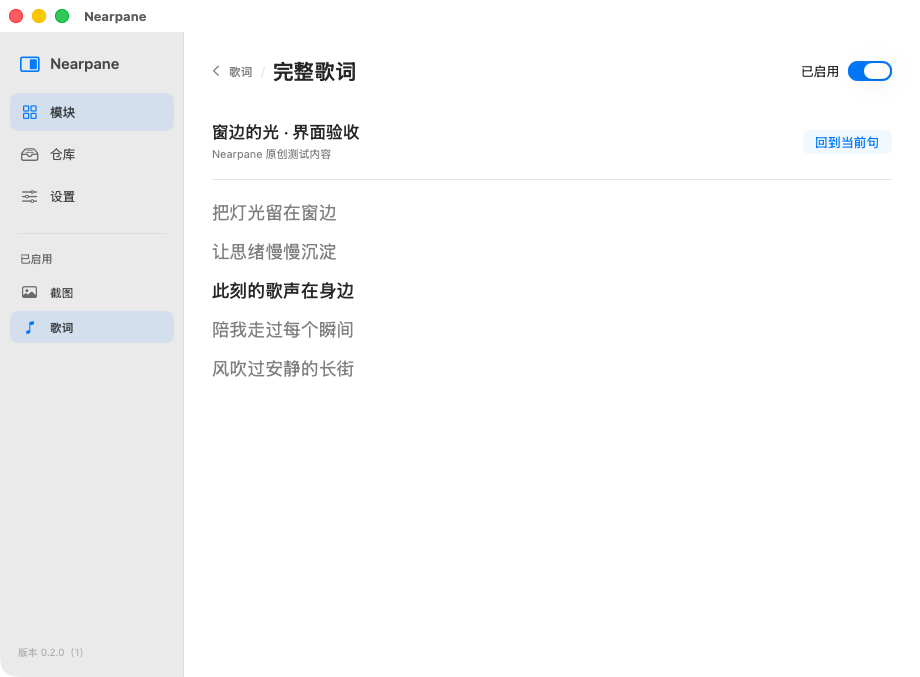 Nearpane
Nearpane
模块
仓库
设置
已启用
截图
歌词
版本 0.2.0 (1)
歌词 / 完整歌词
已启用
窗边的光 · 界面验收
Nearpane 原创测试内容
回到当前句
把灯光留在窗边
让思绪慢慢沉淀
此刻的歌声在身边
陪我走过每个瞬间
风吹过安静的长街